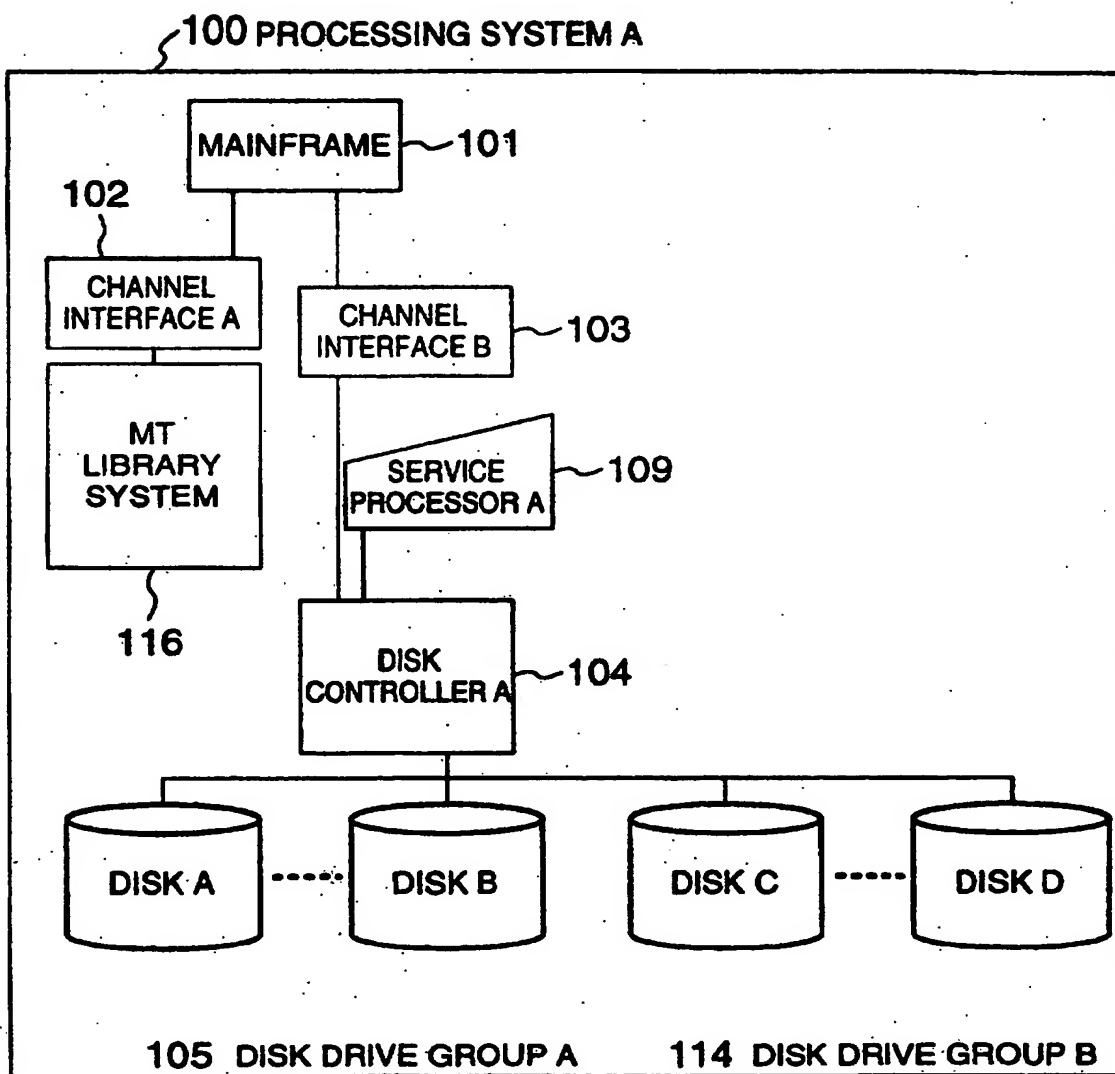 100 PROCESSING SYSTEM A
MAINFRAME
101
102
CHANNEL
INTERFACE A
CHANNEL
INTERFACE B
103
MT
LIBRARY
SYSTEM
SERVICE
PROCESSOR A
109
116
DISK
CONTROLLER A
104
DISK A
DISK B
DISK C
DISK D
105 DISK DRIVE GROUP A
114 DISK DRIVE GROUP B